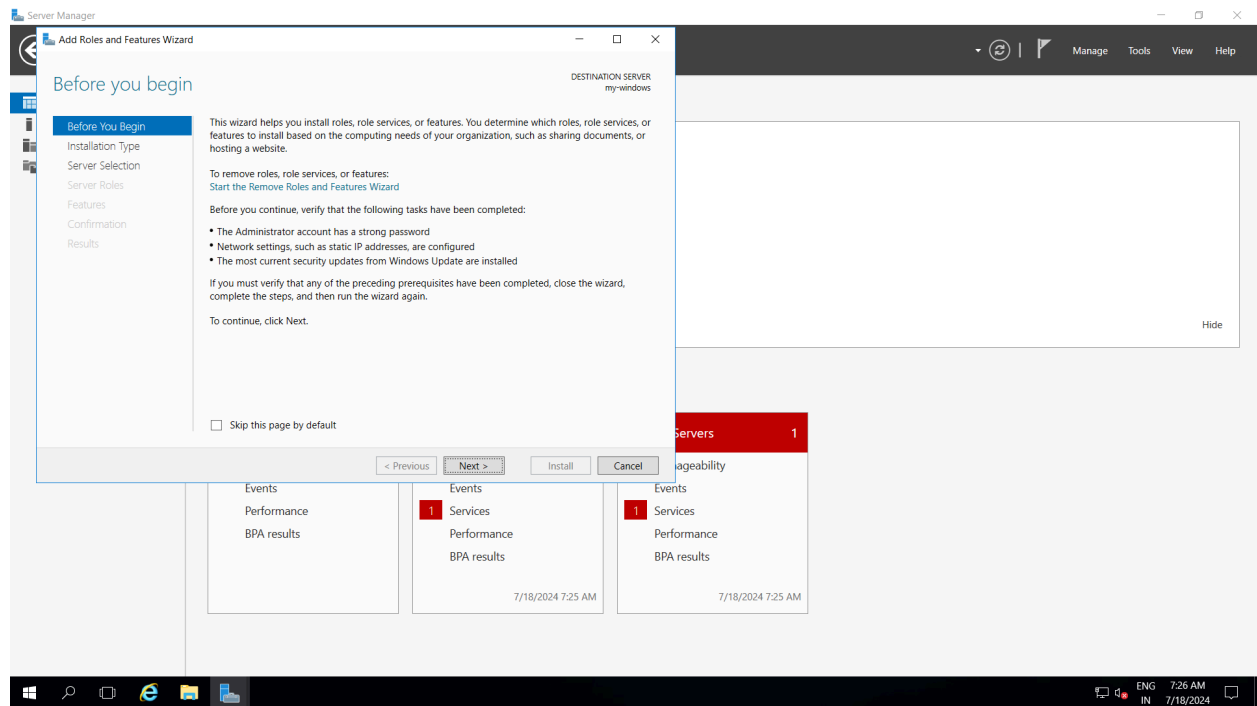 Server Manager
Add Roles and Features Wizard
Manage Tools View Help
Before you begin
DESTINATION SERVER
my-windows
Before You Begin
Installation Type
Server Selection
Server Roles
Features
Confirmation
Results
This wizard helps you install roles, role services, or features. You determine which roles, role services, or
features to install based on the computing needs of your organization, such as sharing documents, or
hosting a website.
To remove roles, role services, or features:
Start the Remove Roles and Features Wizard
Before you continue, verify that the following tasks have been completed:
• The Administrator account has a strong password
• Network settings, such as static IP addresses, are configured
• The most current security updates from Windows Update are installed
If you must verify that any of the preceding prerequisites have been completed, close the wizard,
complete the steps, and then run the wizard again.
To continue, click Next.
Skip this page by default
< Previous
Next >
Install
Cancel
Hide
Servers 1
ageability
Events
Performance
BPA results
Events
1 Services
Performance
BPA results
7/18/2024 7:25 AM
Events
1 Services
Performance
BPA results
7/18/2024 7:25 AM
ENG
IN
7:26 AM
7/18/2024